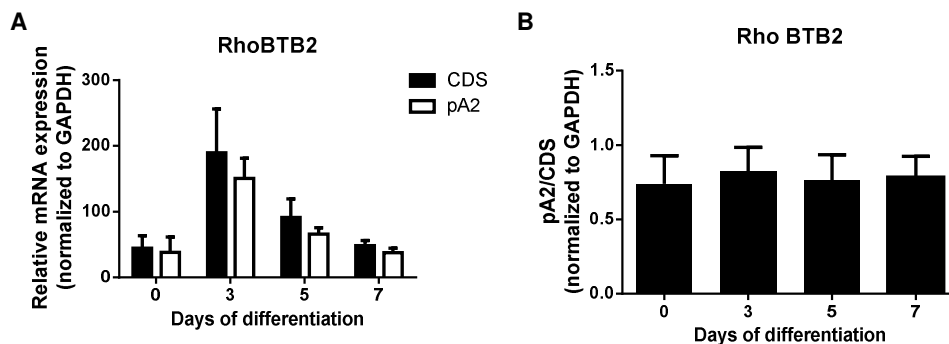 A
RhoBTB2
Relative mRNA expression
(normalized to GAPDH)
300
200
100
0
0 3 5 7
Days of differentiation
CDS
pA2
B
Rho BTB2
pA2/CDS
(normalized to GAPDH)
1.5
1.0
0.5
0.0
0 3 5 7
Days of differentiation